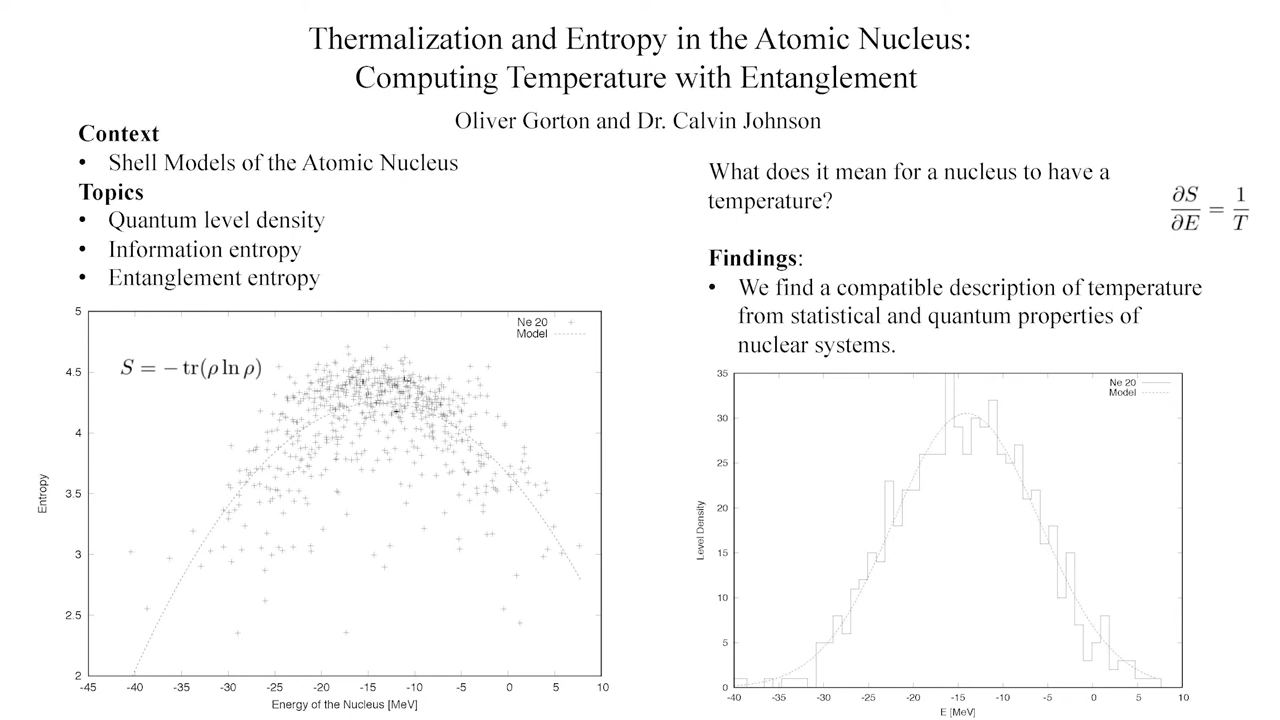 Thermalization and Entropy in the Atomic Nucleus:
Computing Temperature with Entanglement
Oliver Gorton and Dr. Calvin Johnson
Context
• Shell Models of the Atomic Nucleus
Topics
• Quantum level density
• Information entropy
• Entanglement entropy
What does it mean for a nucleus to have a
temperature?
∂S/∂E = 1/T
Findings:
• We find a compatible description of temperature
from statistical and quantum properties of
nuclear systems.
S = − tr(ρ ln ρ)
Ne 20
Model
Entropy
5
4.5
4
3.5
3
2.5
2
-45 -40 -35 -30 -25 -20 -15 -10 -5 0 5 10
Energy of the Nucleus [MeV]
Ne 20
Model
Level Density
35
30
25
20
15
10
5
0
-40 -35 -30 -25 -20 -15 -10 -5 0 5 10
E [MeV]